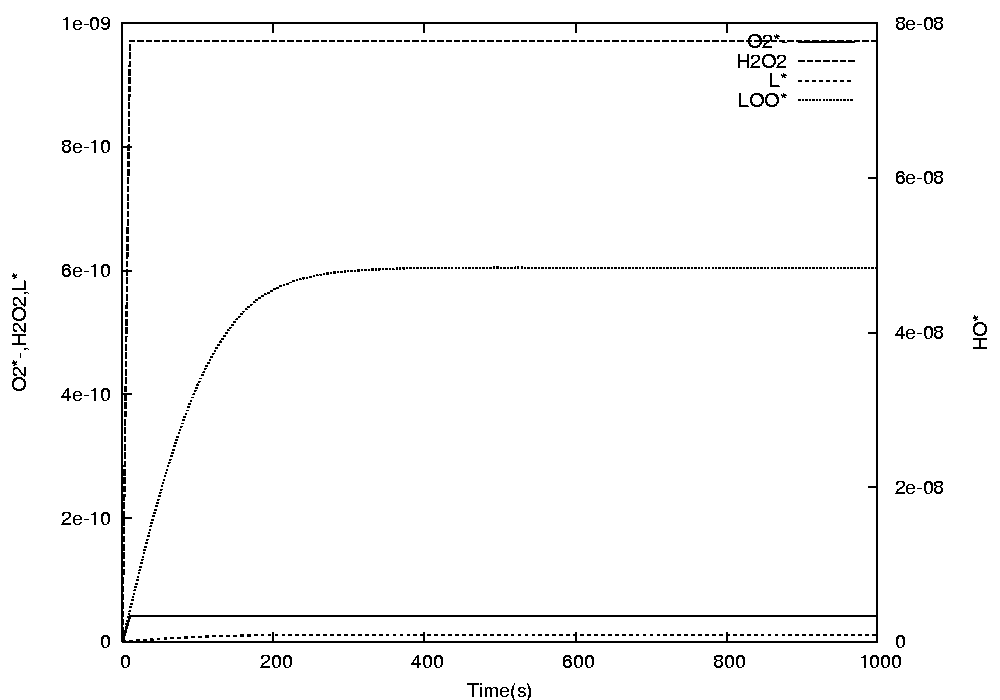 1e-09
8e-10
6e-10
4e-10
2e-10
0
8e-08
6e-08
4e-08
2e-08
0
O2*-
H2O2
L*
LOO*
O2*-,H2O2,L*
HO*
0 200 400 600 800 1000
Time(s)